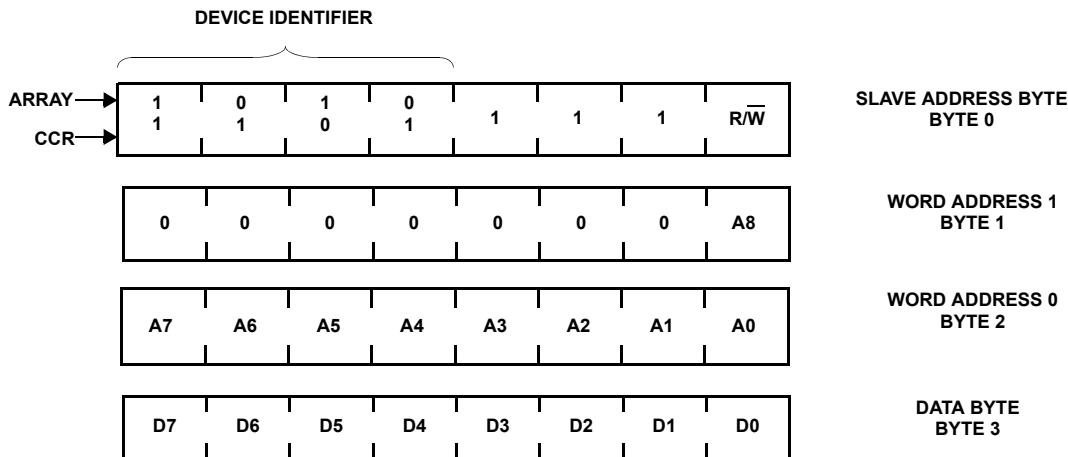 DEVICE IDENTIFIER
ARRAY
CCR
1 0 1 0
1 1 0 1
1 1 1 R/W̅
SLAVE ADDRESS BYTE
BYTE 0
0 0 0 0 0 0 0 A8
WORD ADDRESS 1
BYTE 1
A7 A6 A5 A4 A3 A2 A1 A0
WORD ADDRESS 0
BYTE 2
D7 D6 D5 D4 D3 D2 D1 D0
DATA BYTE
BYTE 3